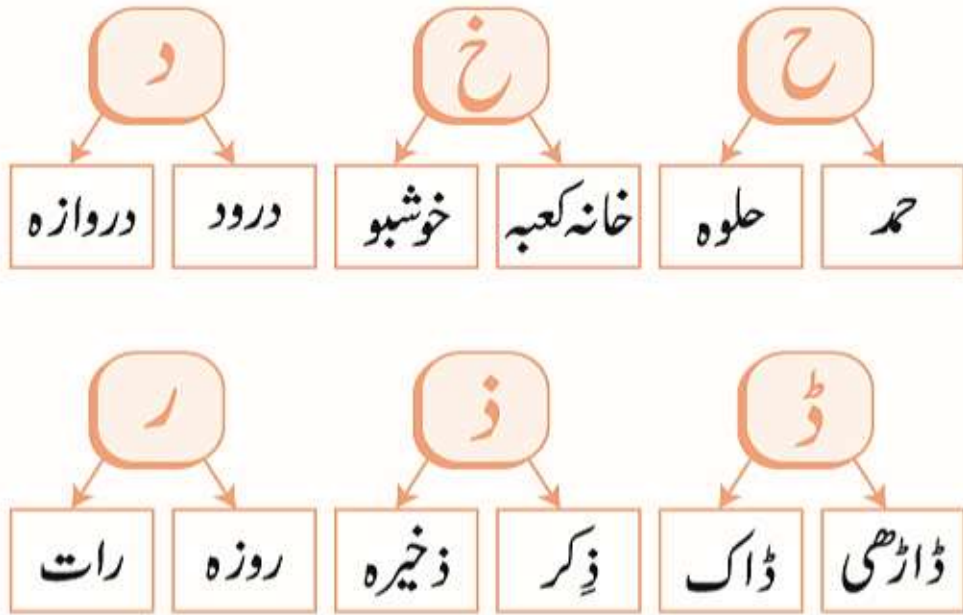 ح خ د
حمد حلوہ خانہ کعبہ خوشبو درود دروازہ
ڈ ذ ر
ڈاڑھی ڈاک ذِکر ذخیرہ روزہ رات